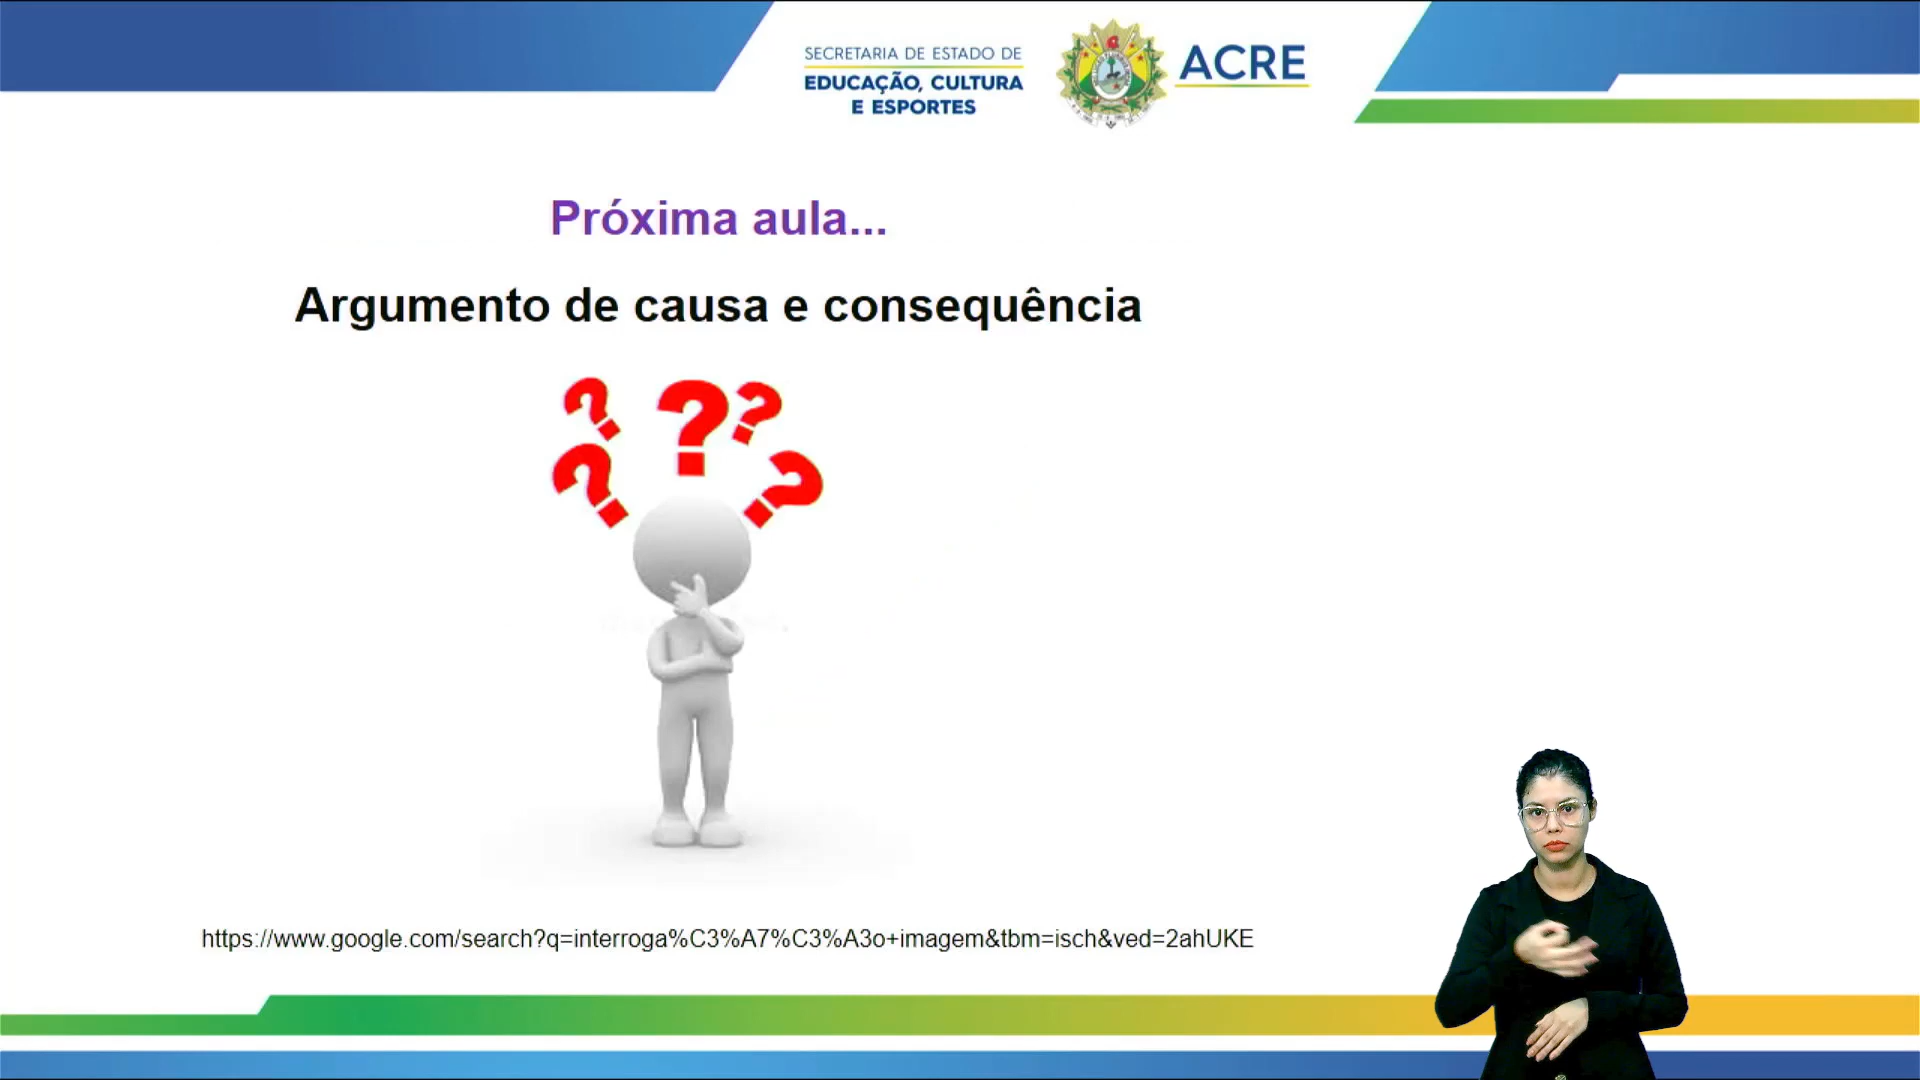 SECRETARIA DE ESTADO DE
EDUCAÇÃO, CULTURA
E ESPORTES
ACRE
Próxima aula...
Argumento de causa e consequência
? ? ? ? ?
https://www.google.com/search?q=interroga%C3%A7%C3%A3o+imagem&tbm=isch&ved=2ahUKE